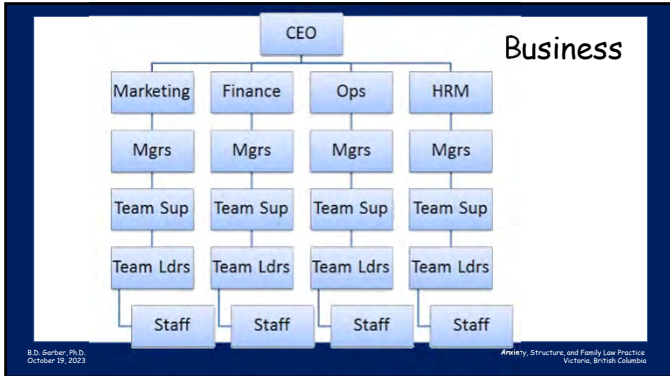 CEO
Business
Marketing Finance Ops HRM
Mgrs Mgrs Mgrs Mgrs
Team Sup Team Sup Team Sup Team Sup
Team Ldrs Team Ldrs Team Ldrs Team Ldrs
Staff Staff Staff Staff
B.D. Garber, Ph.D.
October 19, 2023
Anxiety, Structure, and Family Law Practice
Victoria, British Columbia